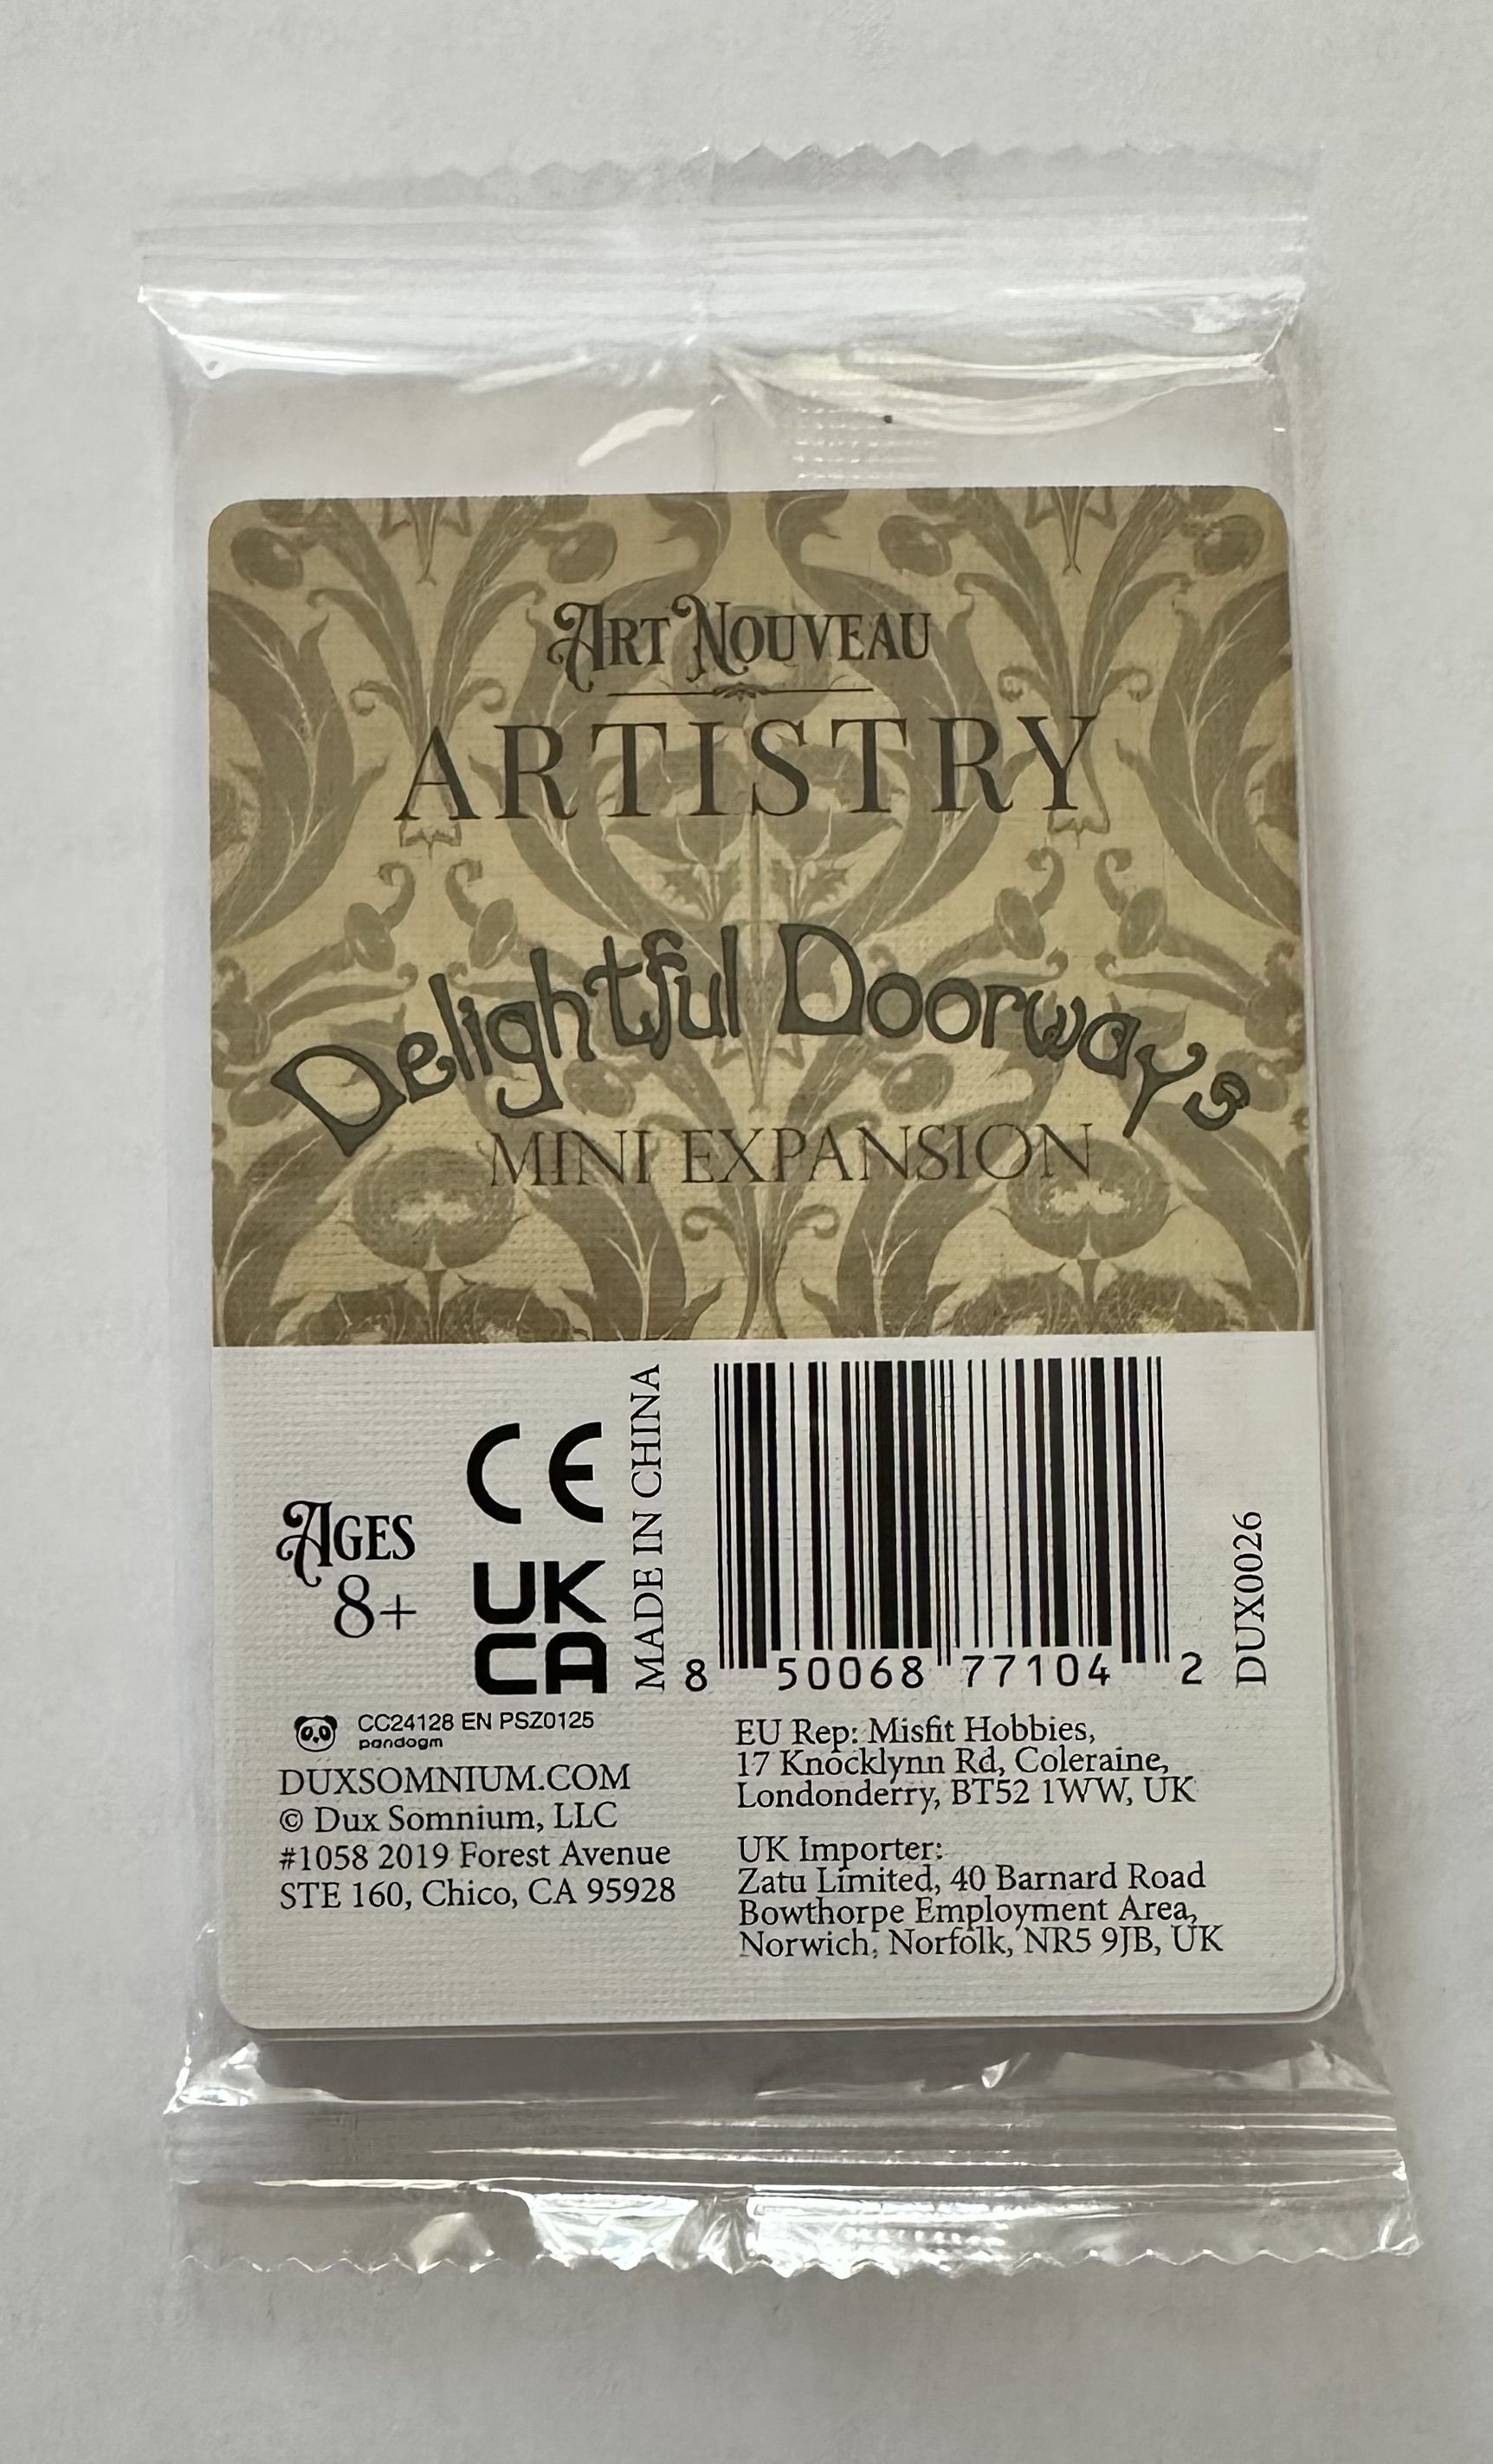 ART NOUVEAU
ARTISTRY
Delightful Doorways
MINI EXPANSION
AGES
8+
CE
UK
CA
MADE IN CHINA
8 50068 77104 2
DUX0026
CC24128 EN PSZ0125
pandagm
DUXSOMNIUM.COM
© Dux Somnium, LLC
#1058 2019 Forest Avenue
STE 160, Chico, CA 95928
EU Rep: Misfit Hobbies,
17 Knocklynn Rd, Coleraine,
Londonderry, BT52 1WW, UK
UK Importer:
Zatu Limited, 40 Barnard Road
Bowthorpe Employment Area,
Norwich, Norfolk, NR5 9JB, UK